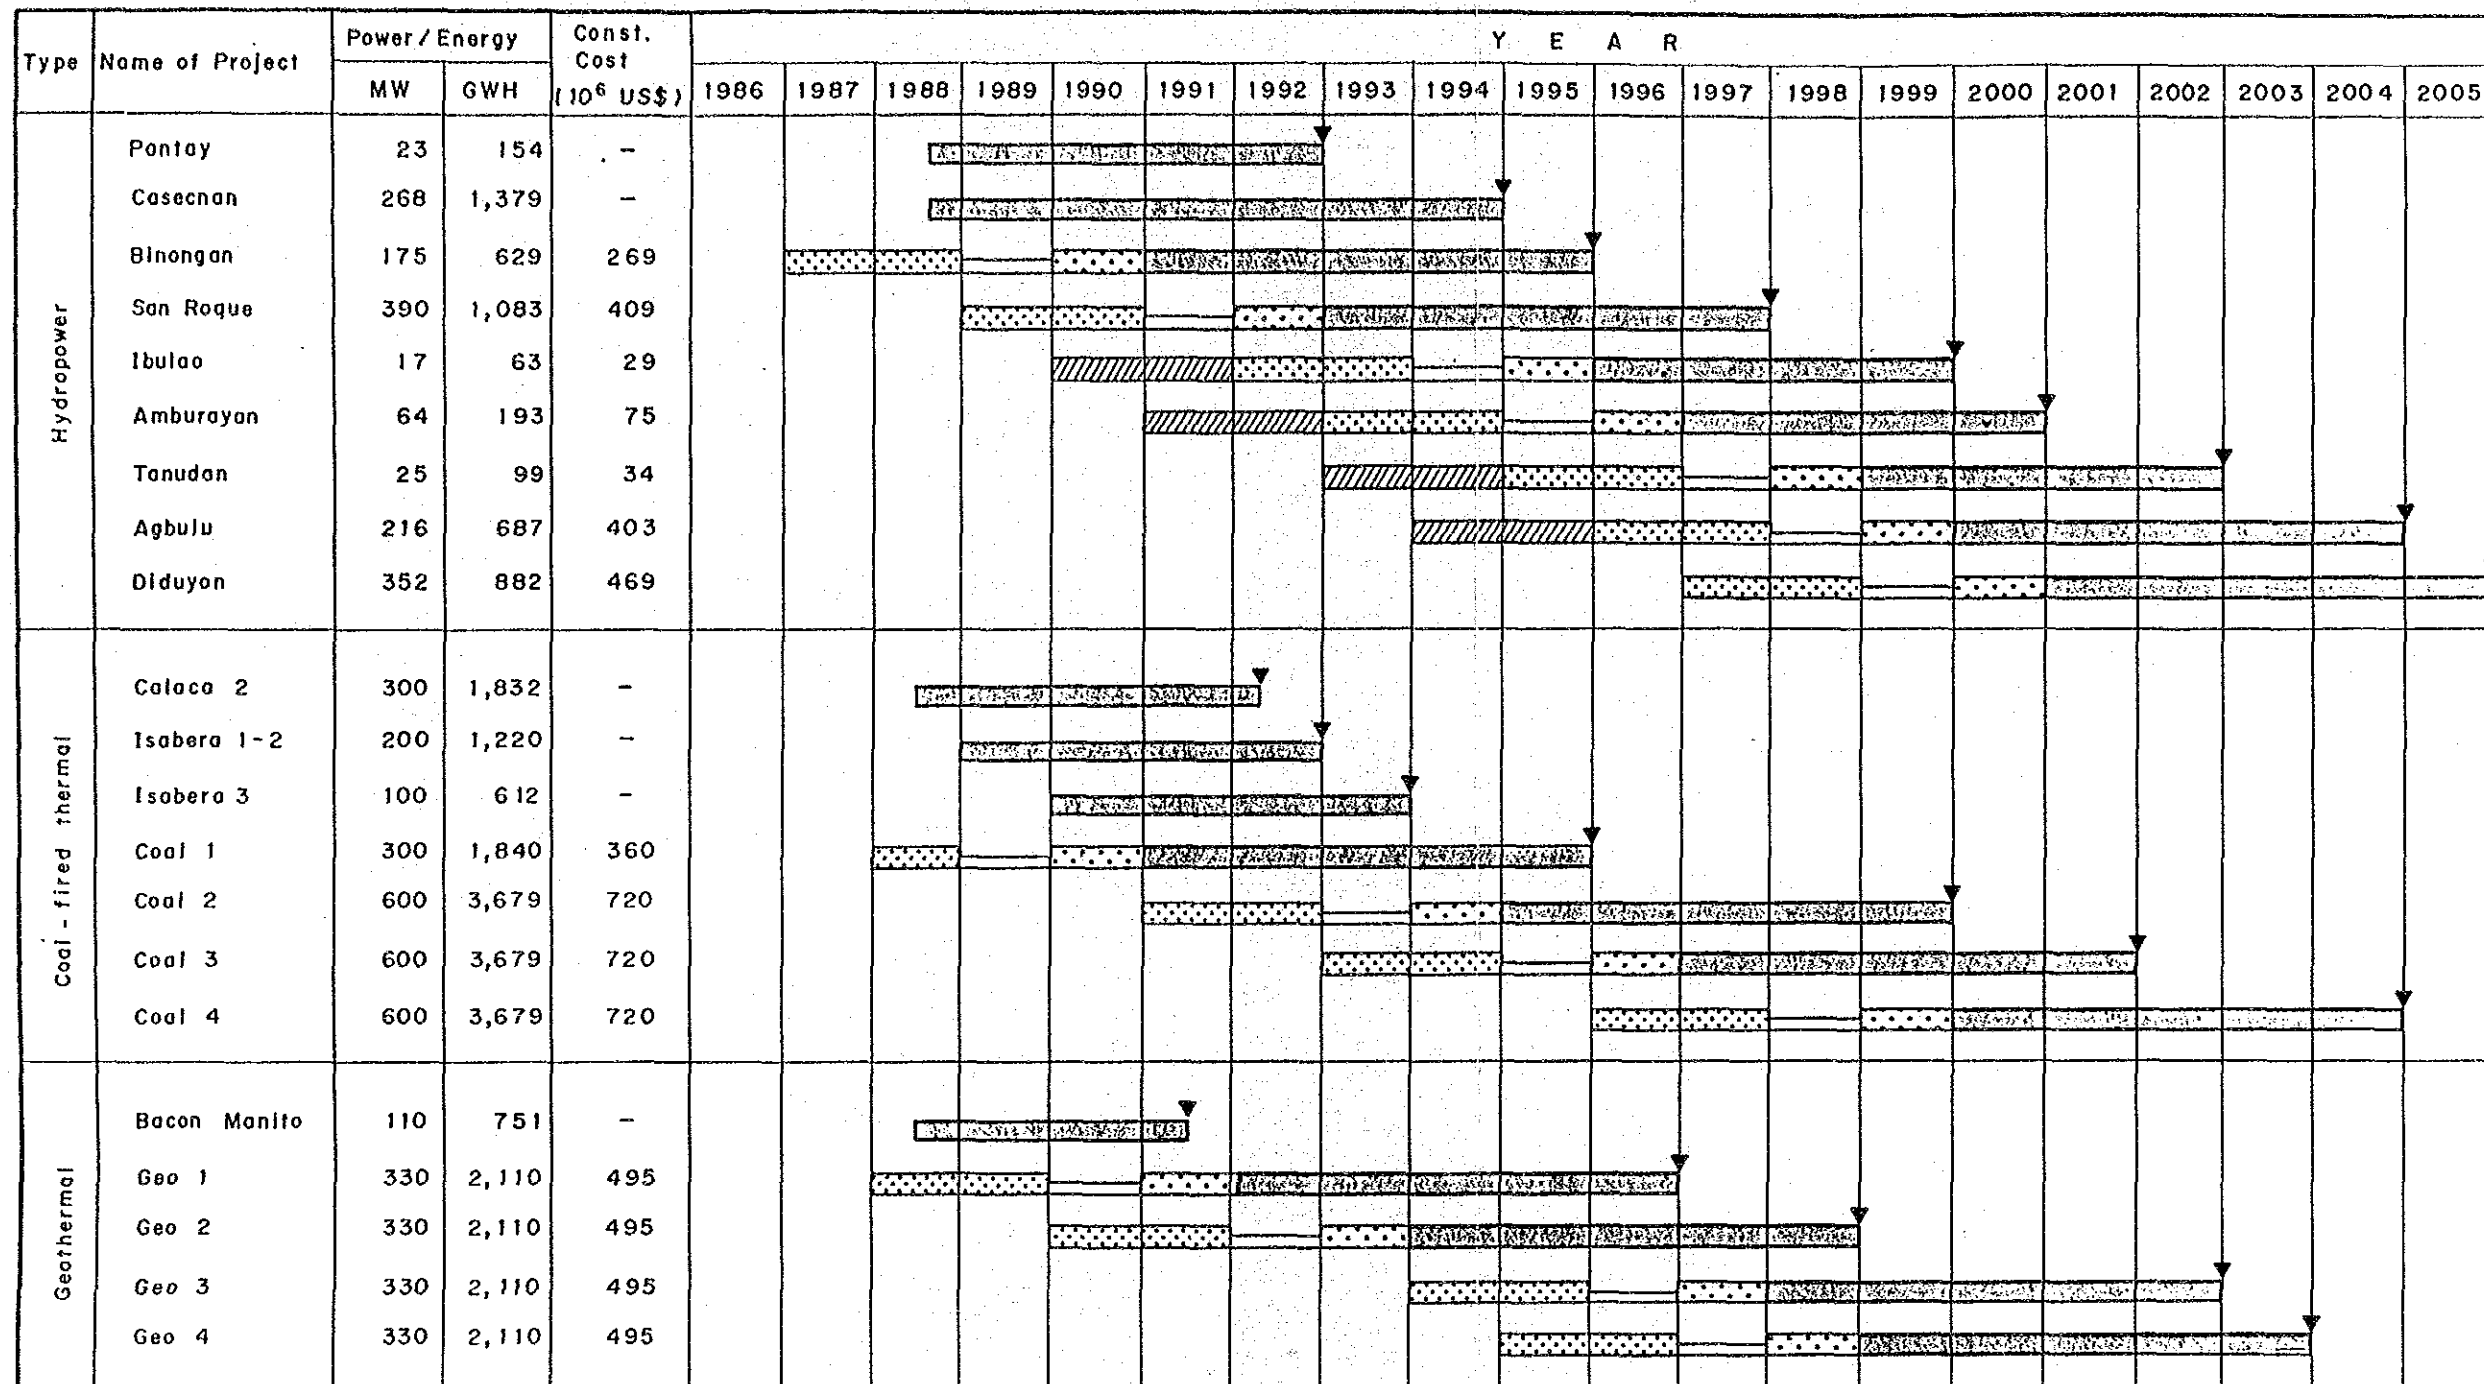 Type Name of Project Power/Energy Const. Cost (10⁶ US$) Y E A R
MW GWH 1986 1987 1988 1989 1990 1991 1992 1993 1994 1995 1996 1997 1998 1999 2000 2001 2002 2003 2004 2005
Hydropower
Pantay 23 154 -
Casecnan 268 1,379 -
Binongan 175 629 269
San Roque 390 1,083 409
Ibulao 17 63 29
Amburayan 64 193 75
Tanudan 25 99 34
Agbulu 216 687 403
Diduyon 352 882 469
Coal-fired thermal
Calaca 2 300 1,832 -
Isabera 1-2 200 1,220 -
Isabera 3 100 612 -
Coal 1 300 1,840 360
Coal 2 600 3,679 720
Coal 3 600 3,679 720
Coal 4 600 3,679 720
Geothermal
Bacon Manito 110 751 -
Geo 1 330 2,110 495
Geo 2 330 2,110 495
Geo 3 330 2,110 495
Geo 4 330 2,110 495